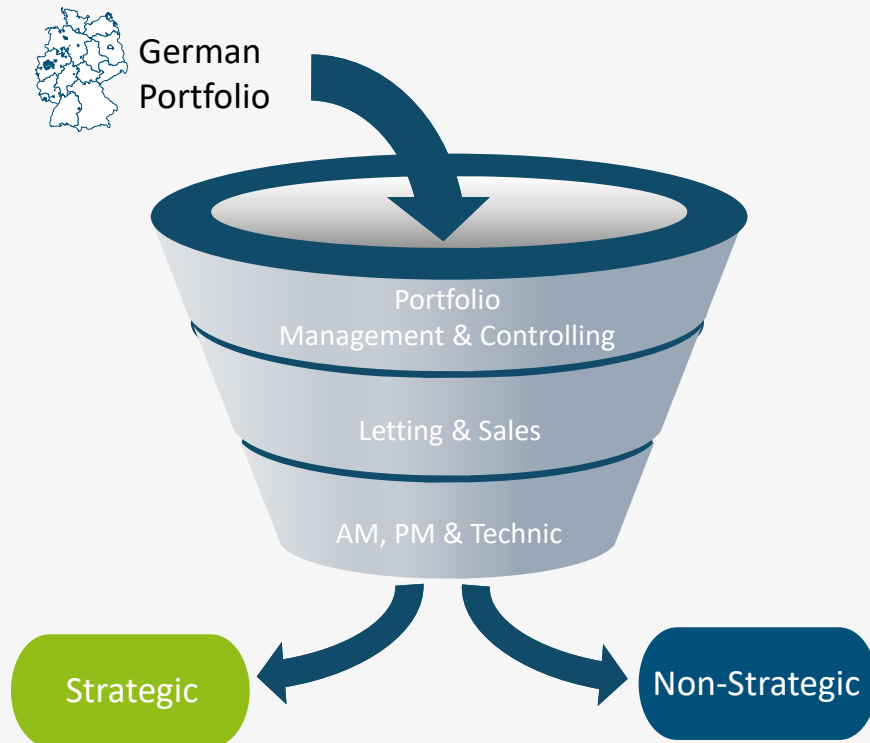 German
Portfolio
Portfolio
Management & Controlling
Letting & Sales
AM, PM & Technic
Strategic
Non-Strategic